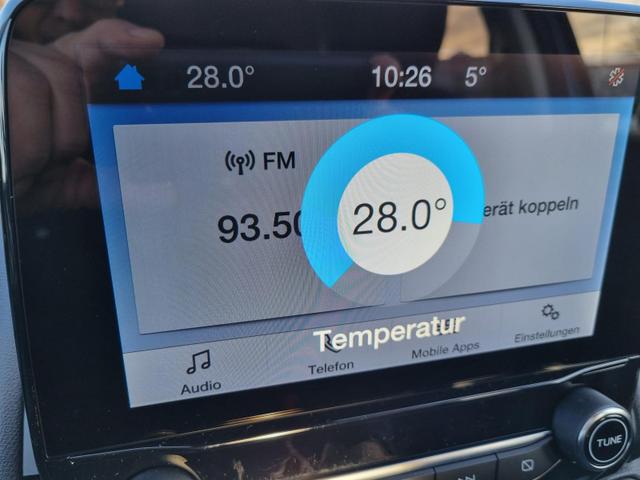 28.0° 10:26 5°
FM
93.50
28.0°
erät koppeln
Temperatur
Audio
Telefon
Mobile Apps
Einstellungen
TUNE